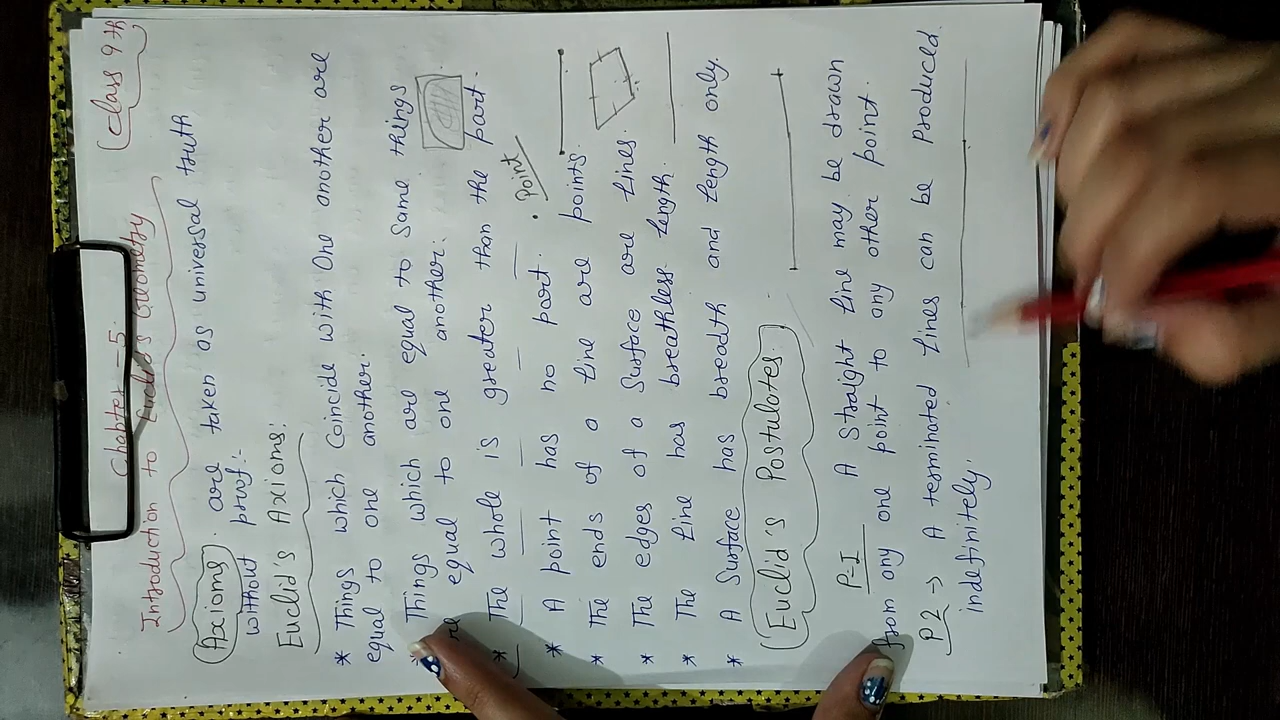 Chapter - 5
Class 9th
Introduction to Euclid's Geometry
Axioms. are taken as universal truth
without proof:-
Euclid's Axioms:
* Things which Coincide with One another are
equal to one another.
* Things which are equal to Same things
are equal to one another.
* The whole is greater than the part.
* A point has no part. . Point
* The ends of a line are points.
* The edges of a Surface are lines.
* The line has breathless length.
* A Surface has breadth and length only.
Euclid's Postulates.
P-I A Straight line may be drawn
from any one point to any other point.
P2 → A terminated lines can be Produced
indefinitely.